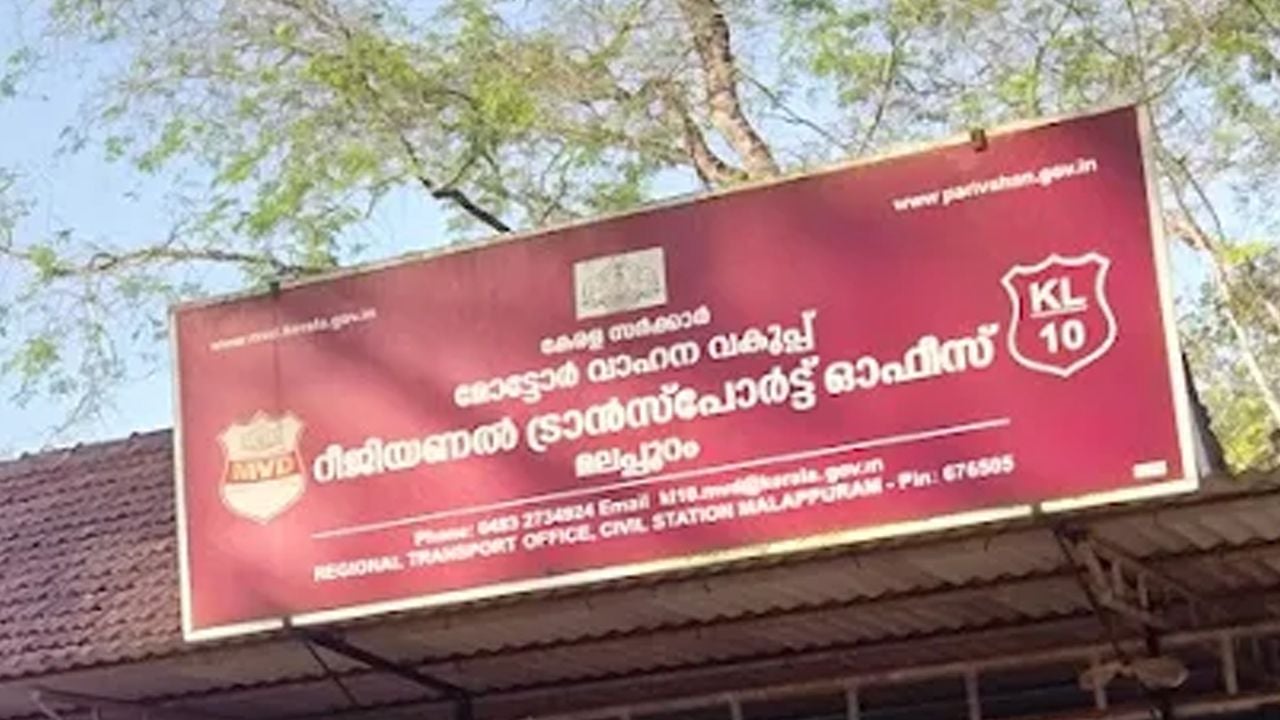 www.mvd.kerala.gov.in
www.parivahan.gov.in
കേരള സർക്കാർ
മോട്ടോർ വാഹന വകുപ്പ്
റീജിയണൽ ട്രാൻസ്പോർട്ട് ഓഫീസ്
മലപ്പുറം
MVD
KL
10
Phone: 0483 2734924 Email kl10.mvd@kerala.gov.in
REGIONAL TRANSPORT OFFICE, CIVIL STATION MALAPPURAM - Pin: 676505